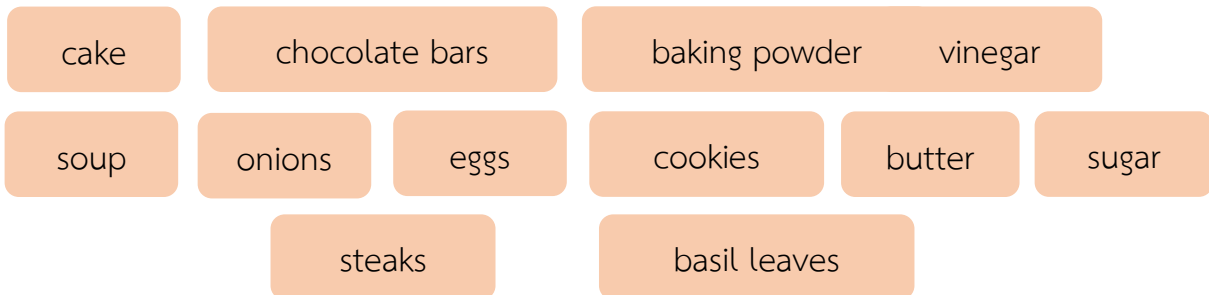 cake chocolate bars baking powder vinegar
soup onions eggs cookies butter sugar
steaks basil leaves